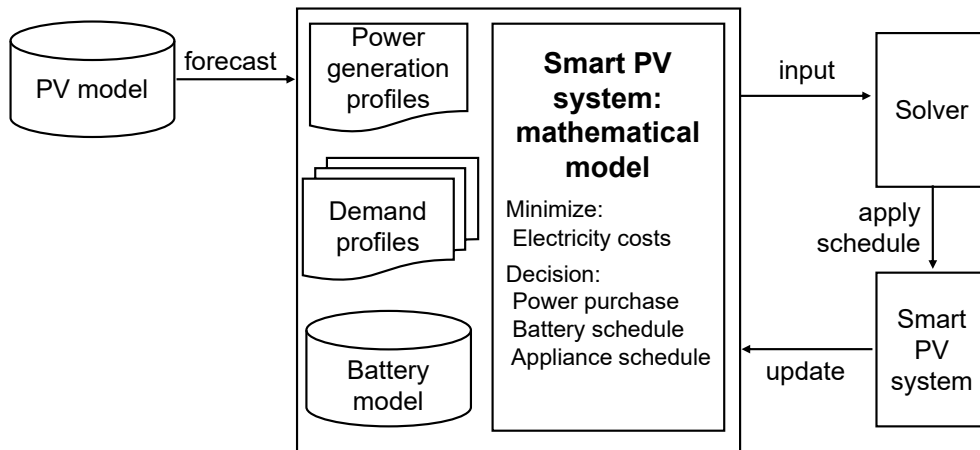 PV model
forecast
Power
generation
profiles
Demand
profiles
Battery
model
Smart PV
system:
mathematical
model
Minimize:
Electricity costs
Decision:
Power purchase
Battery schedule
Appliance schedule
input
Solver
apply
schedule
Smart
PV
system
update